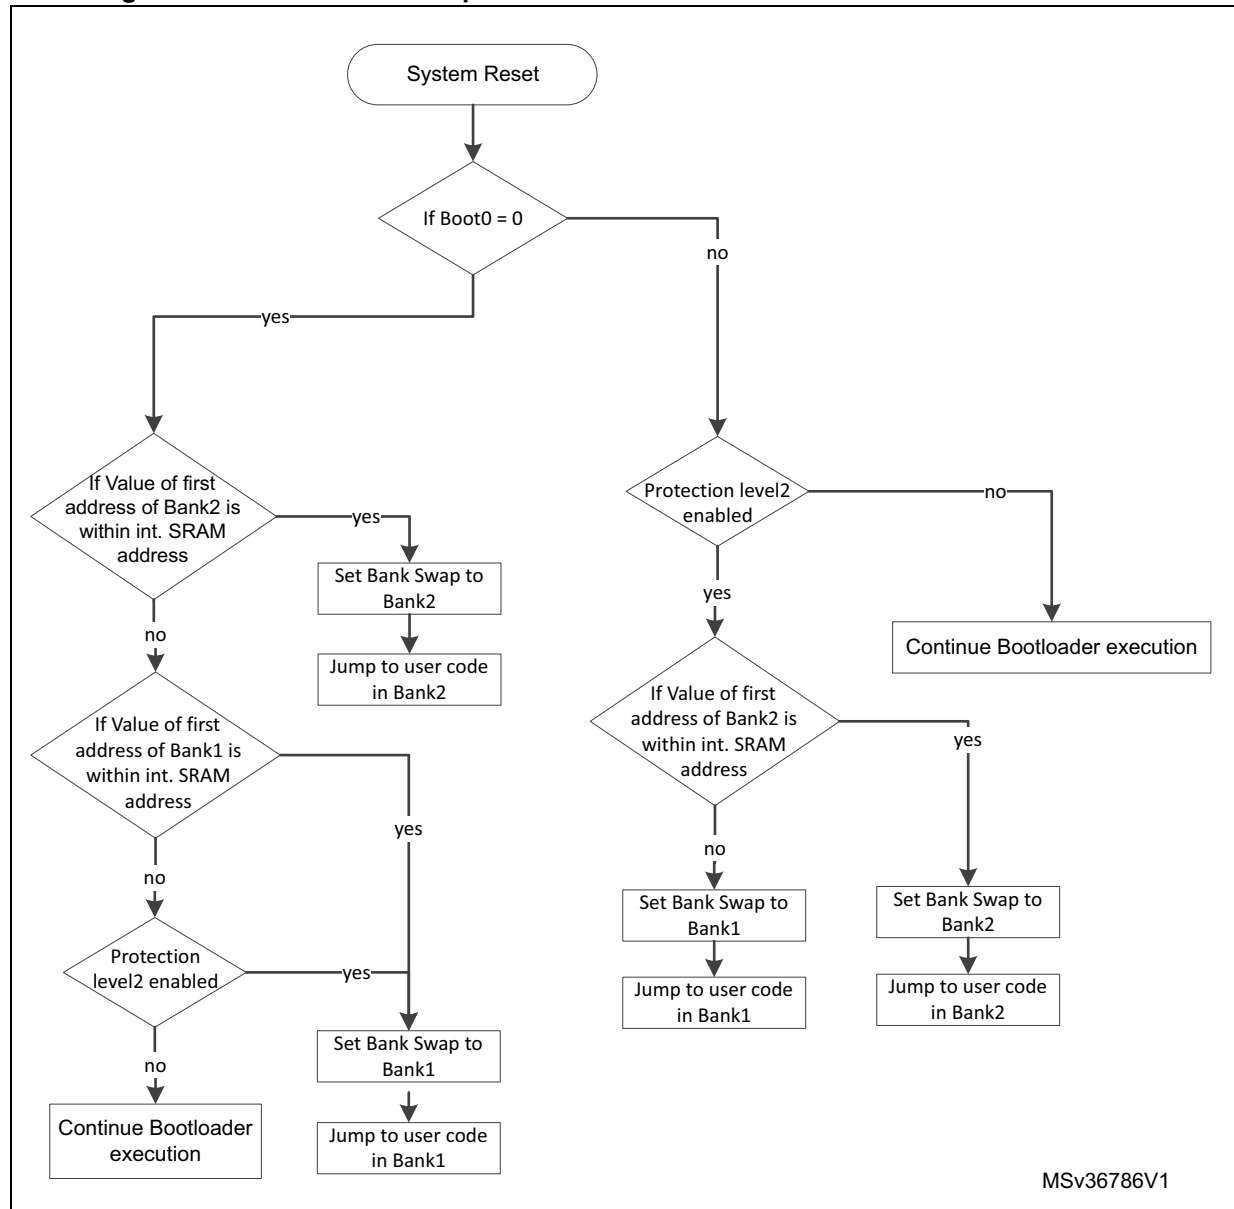 System Reset
If Boot0 = 0
no
yes
If Value of first
address of Bank2 is
within int. SRAM
address
yes
Set Bank Swap to
Bank2
Jump to user code
in Bank2
no
If Value of first
address of Bank1 is
within int. SRAM
address
yes
no
Protection
level2 enabled
yes
Set Bank Swap to
Bank1
Jump to user code
in Bank1
no
Continue Bootloader
execution
Protection level2
enabled
no
Continue Bootloader execution
yes
If Value of first
address of Bank2 is
within int. SRAM
address
yes
no
Set Bank Swap to
Bank1
Jump to user code
in Bank1
Set Bank Swap to
Bank2
Jump to user code
in Bank2
MSv36786V1